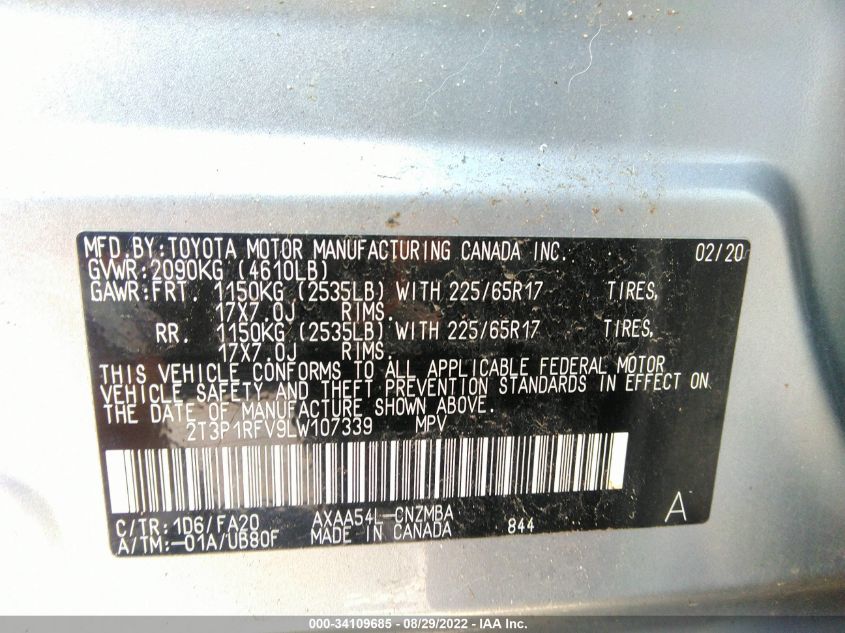 MFD.BY:TOYOTA MOTOR MANUFACTURING CANADA INC. 02/20
GVWR:2090KG (4610LB)
GAWR:FRT. 1150KG (2535LB) WITH 225/65R17 TIRES,
17X7.0J RIMS.
RR. 1150KG (2535LB) WITH 225/65R17 TIRES,
17X7.0J RIMS.
THIS VEHICLE CONFORMS TO ALL APPLICABLE FEDERAL MOTOR
VEHICLE SAFETY AND THEFT PREVENTION STANDARDS IN EFFECT ON
THE DATE OF MANUFACTURE SHOWN ABOVE.
2T3P1RFV9LW107339 MPV
C/TR:1D6/FA20 AXAA54L-CNZMBA A
A/TM:-01A/UB80F MADE IN CANADA 844
000-34109685 - 08/29/2022 - IAA Inc.